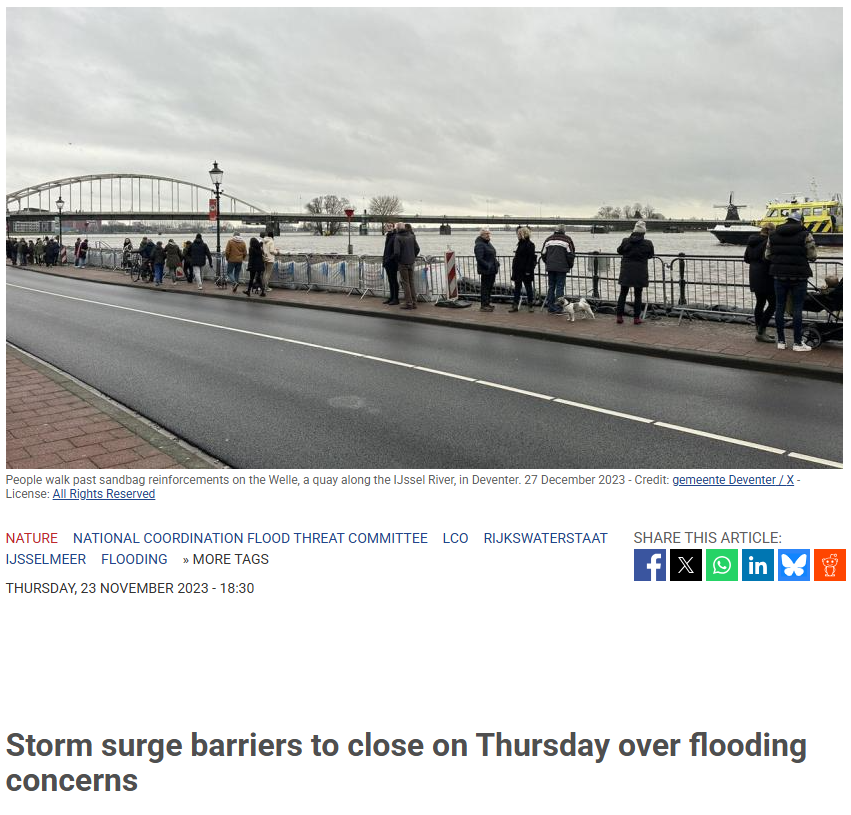 People walk past sandbag reinforcements on the Welle, a quay along the IJssel River, in Deventer. 27 December 2023 - Credit: gemeente Deventer / X -
License: All Rights Reserved
NATURE NATIONAL COORDINATION FLOOD THREAT COMMITTEE LCO RIJKSWATERSTAAT
IJSSELMEER FLOODING » MORE TAGS
THURSDAY, 23 NOVEMBER 2023 - 18:30
SHARE THIS ARTICLE:
Storm surge barriers to close on Thursday over flooding
concerns